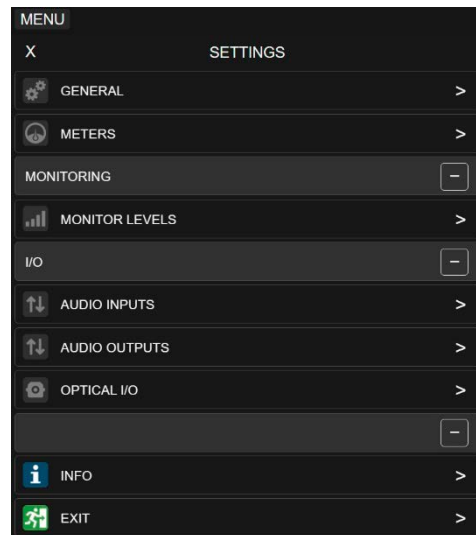 MENU
X SETTINGS
GENERAL >
METERS >
MONITORING −
MONITOR LEVELS >
I/O −
AUDIO INPUTS >
AUDIO OUTPUTS >
OPTICAL I/O >
−
i INFO >
EXIT >